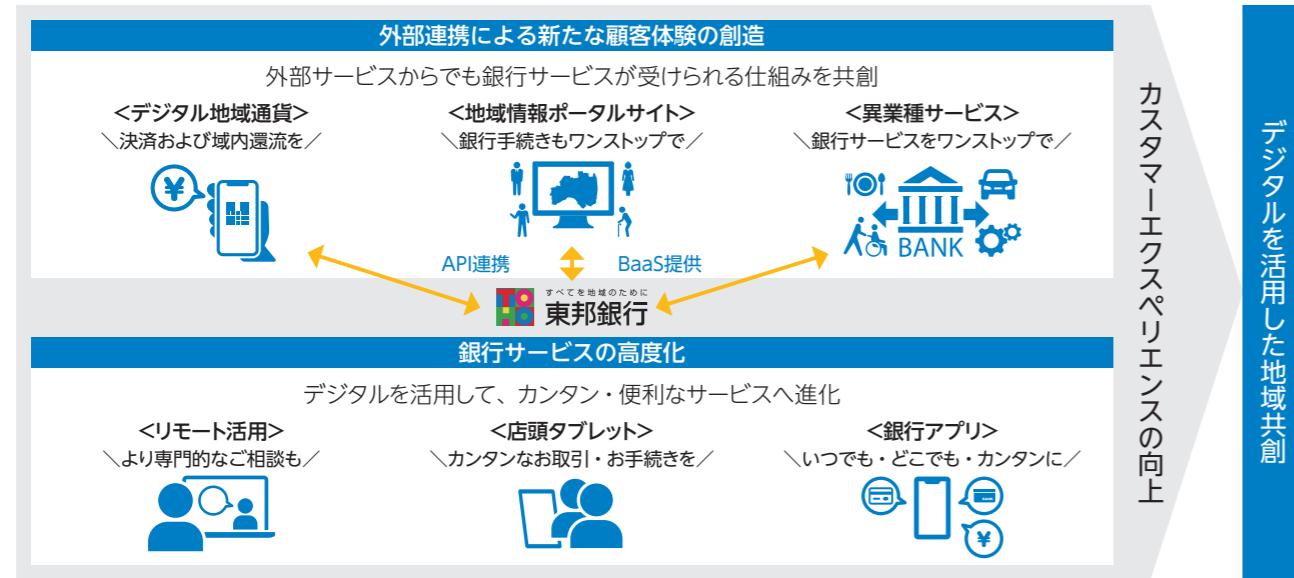 外部連携による新たな顧客体験の創造
外部サービスからでも銀行サービスが受けられる仕組みを共創
<デジタル地域通貨>
＼決済および域内還流を／
¥
<地域情報ポータルサイト>
＼銀行手続きもワンストップで／
<異業種サービス>
＼銀行サービスをワンストップで／
BANK
API連携
BaaS提供
TOHO
すべてを地域のために
東邦銀行
銀行サービスの高度化
デジタルを活用して、カンタン・便利なサービスへ進化
<リモート活用>
＼より専門的なご相談も／
<店頭タブレット>
＼カンタンなお取引・お手続きを／
<銀行アプリ>
＼いつでも・どこでも・カンタンに／
¥
カスタマーエクスペリエンスの向上
デジタルを活用した地域共創